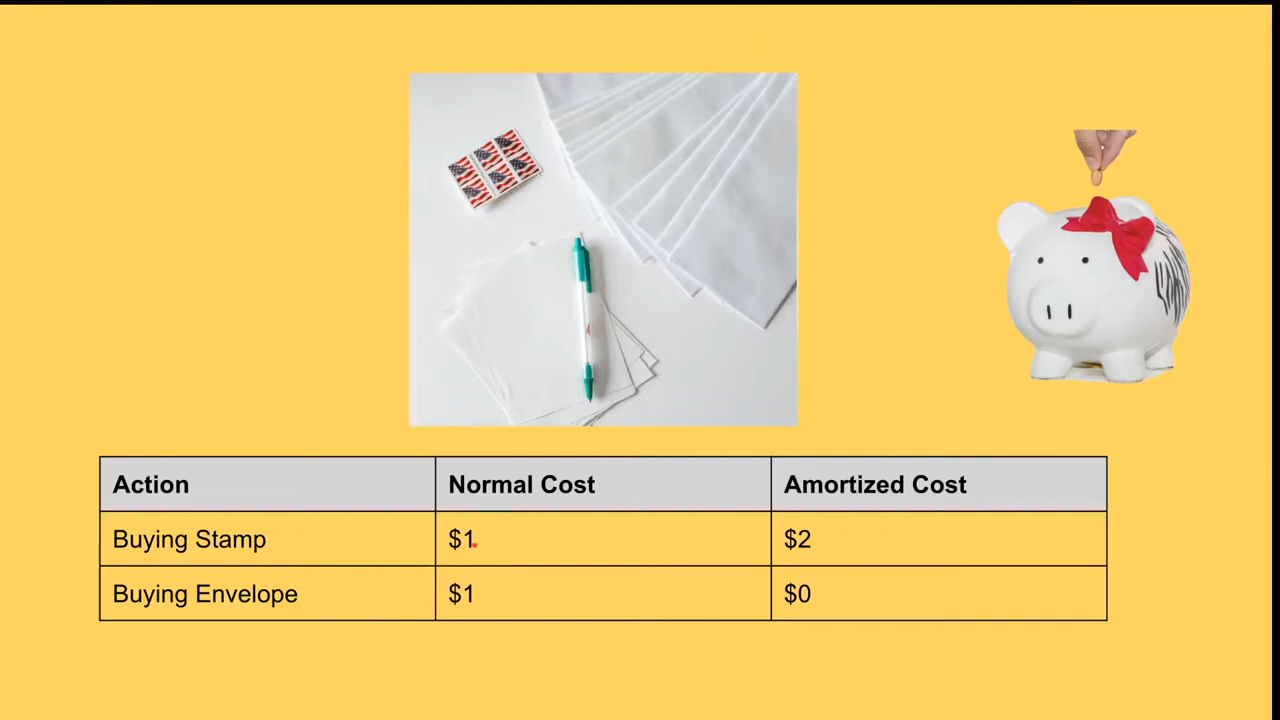 Action Normal Cost Amortized Cost
Buying Stamp $1 $2
Buying Envelope $1 $0